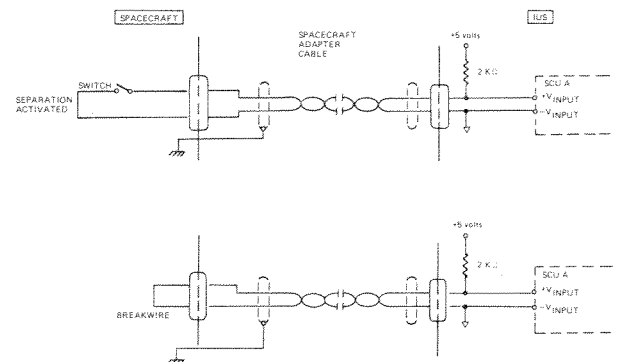 SPACECRAFT
IUS
SPACECRAFT
ADAPTER
CABLE
+5 volts
2 KΩ
SWITCH
SEPARATION
ACTIVATED
SCU A
+VINPUT
-VINPUT
+5 volts
2 KΩ
SCU A
+VINPUT
-VINPUT
BREAKWIRE